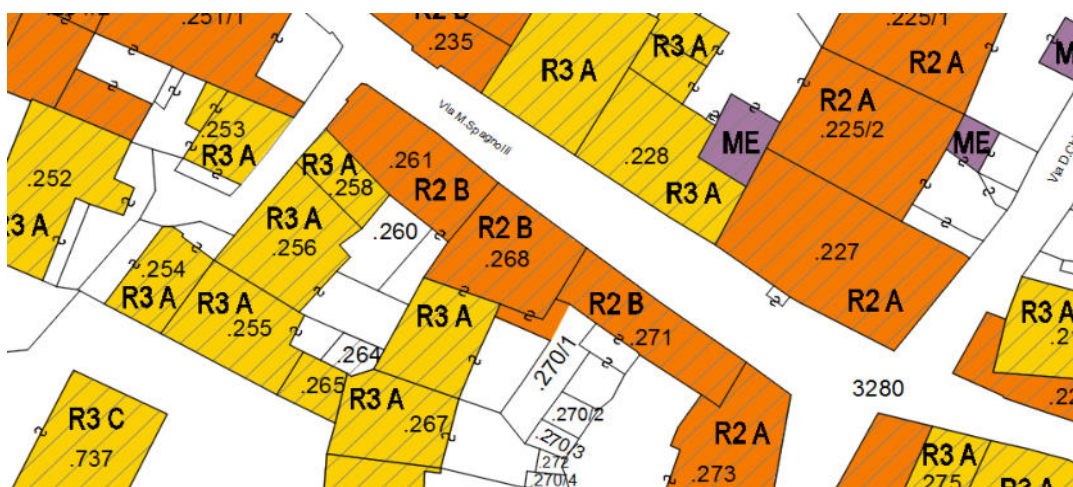 .251/1
R2 B
.235
R3 A
R3 A
.225/1
R2 A
R2 A
.225/2
ME
ME
.253
R3 A
.252
R3 A
Via M.Spagnolli
.261
R2 B
R3 A
.258
.228
R3 A
R3 A
.256
.260
R2 B
.268
.227
R2 A
.254
R3 A
R3 A
.255
R3 A
R2 B
.271
R3 A
.264
.270/1
3280
.265
R3 A
.267
.270/2
.270/3
.272
.270/4
R3 C
.737
R2 A
.273
R3 A
.275
R3 A